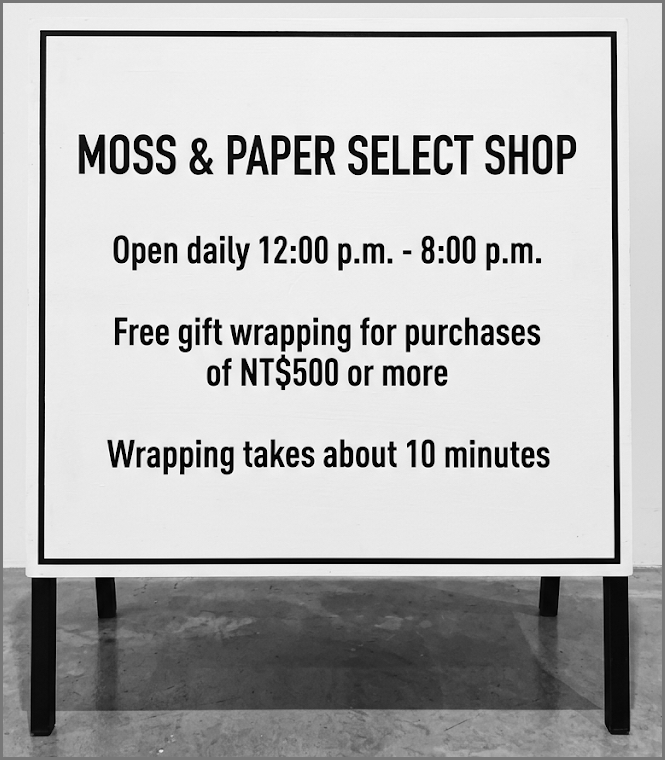 MOSS & PAPER SELECT SHOP
Open daily 12:00 p.m. - 8:00 p.m.
Free gift wrapping for purchases
of NT$500 or more
Wrapping takes about 10 minutes